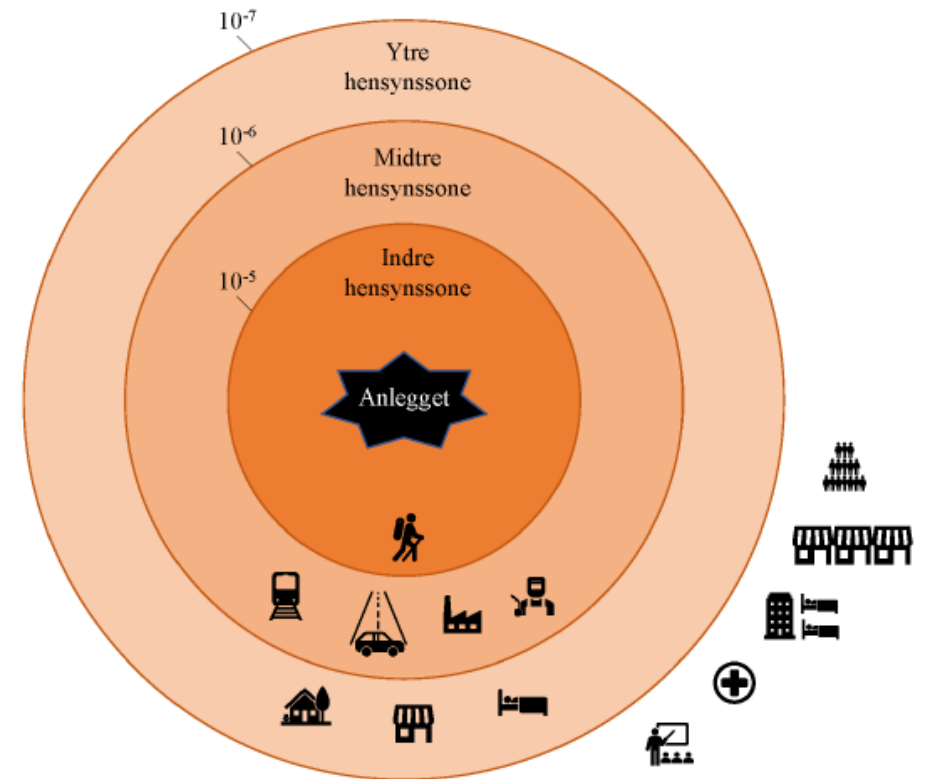 10⁻⁷
Ytre
hensynssone
10⁻⁶
Midtre
hensynssone
10⁻⁵
Indre
hensynssone
Anlegget